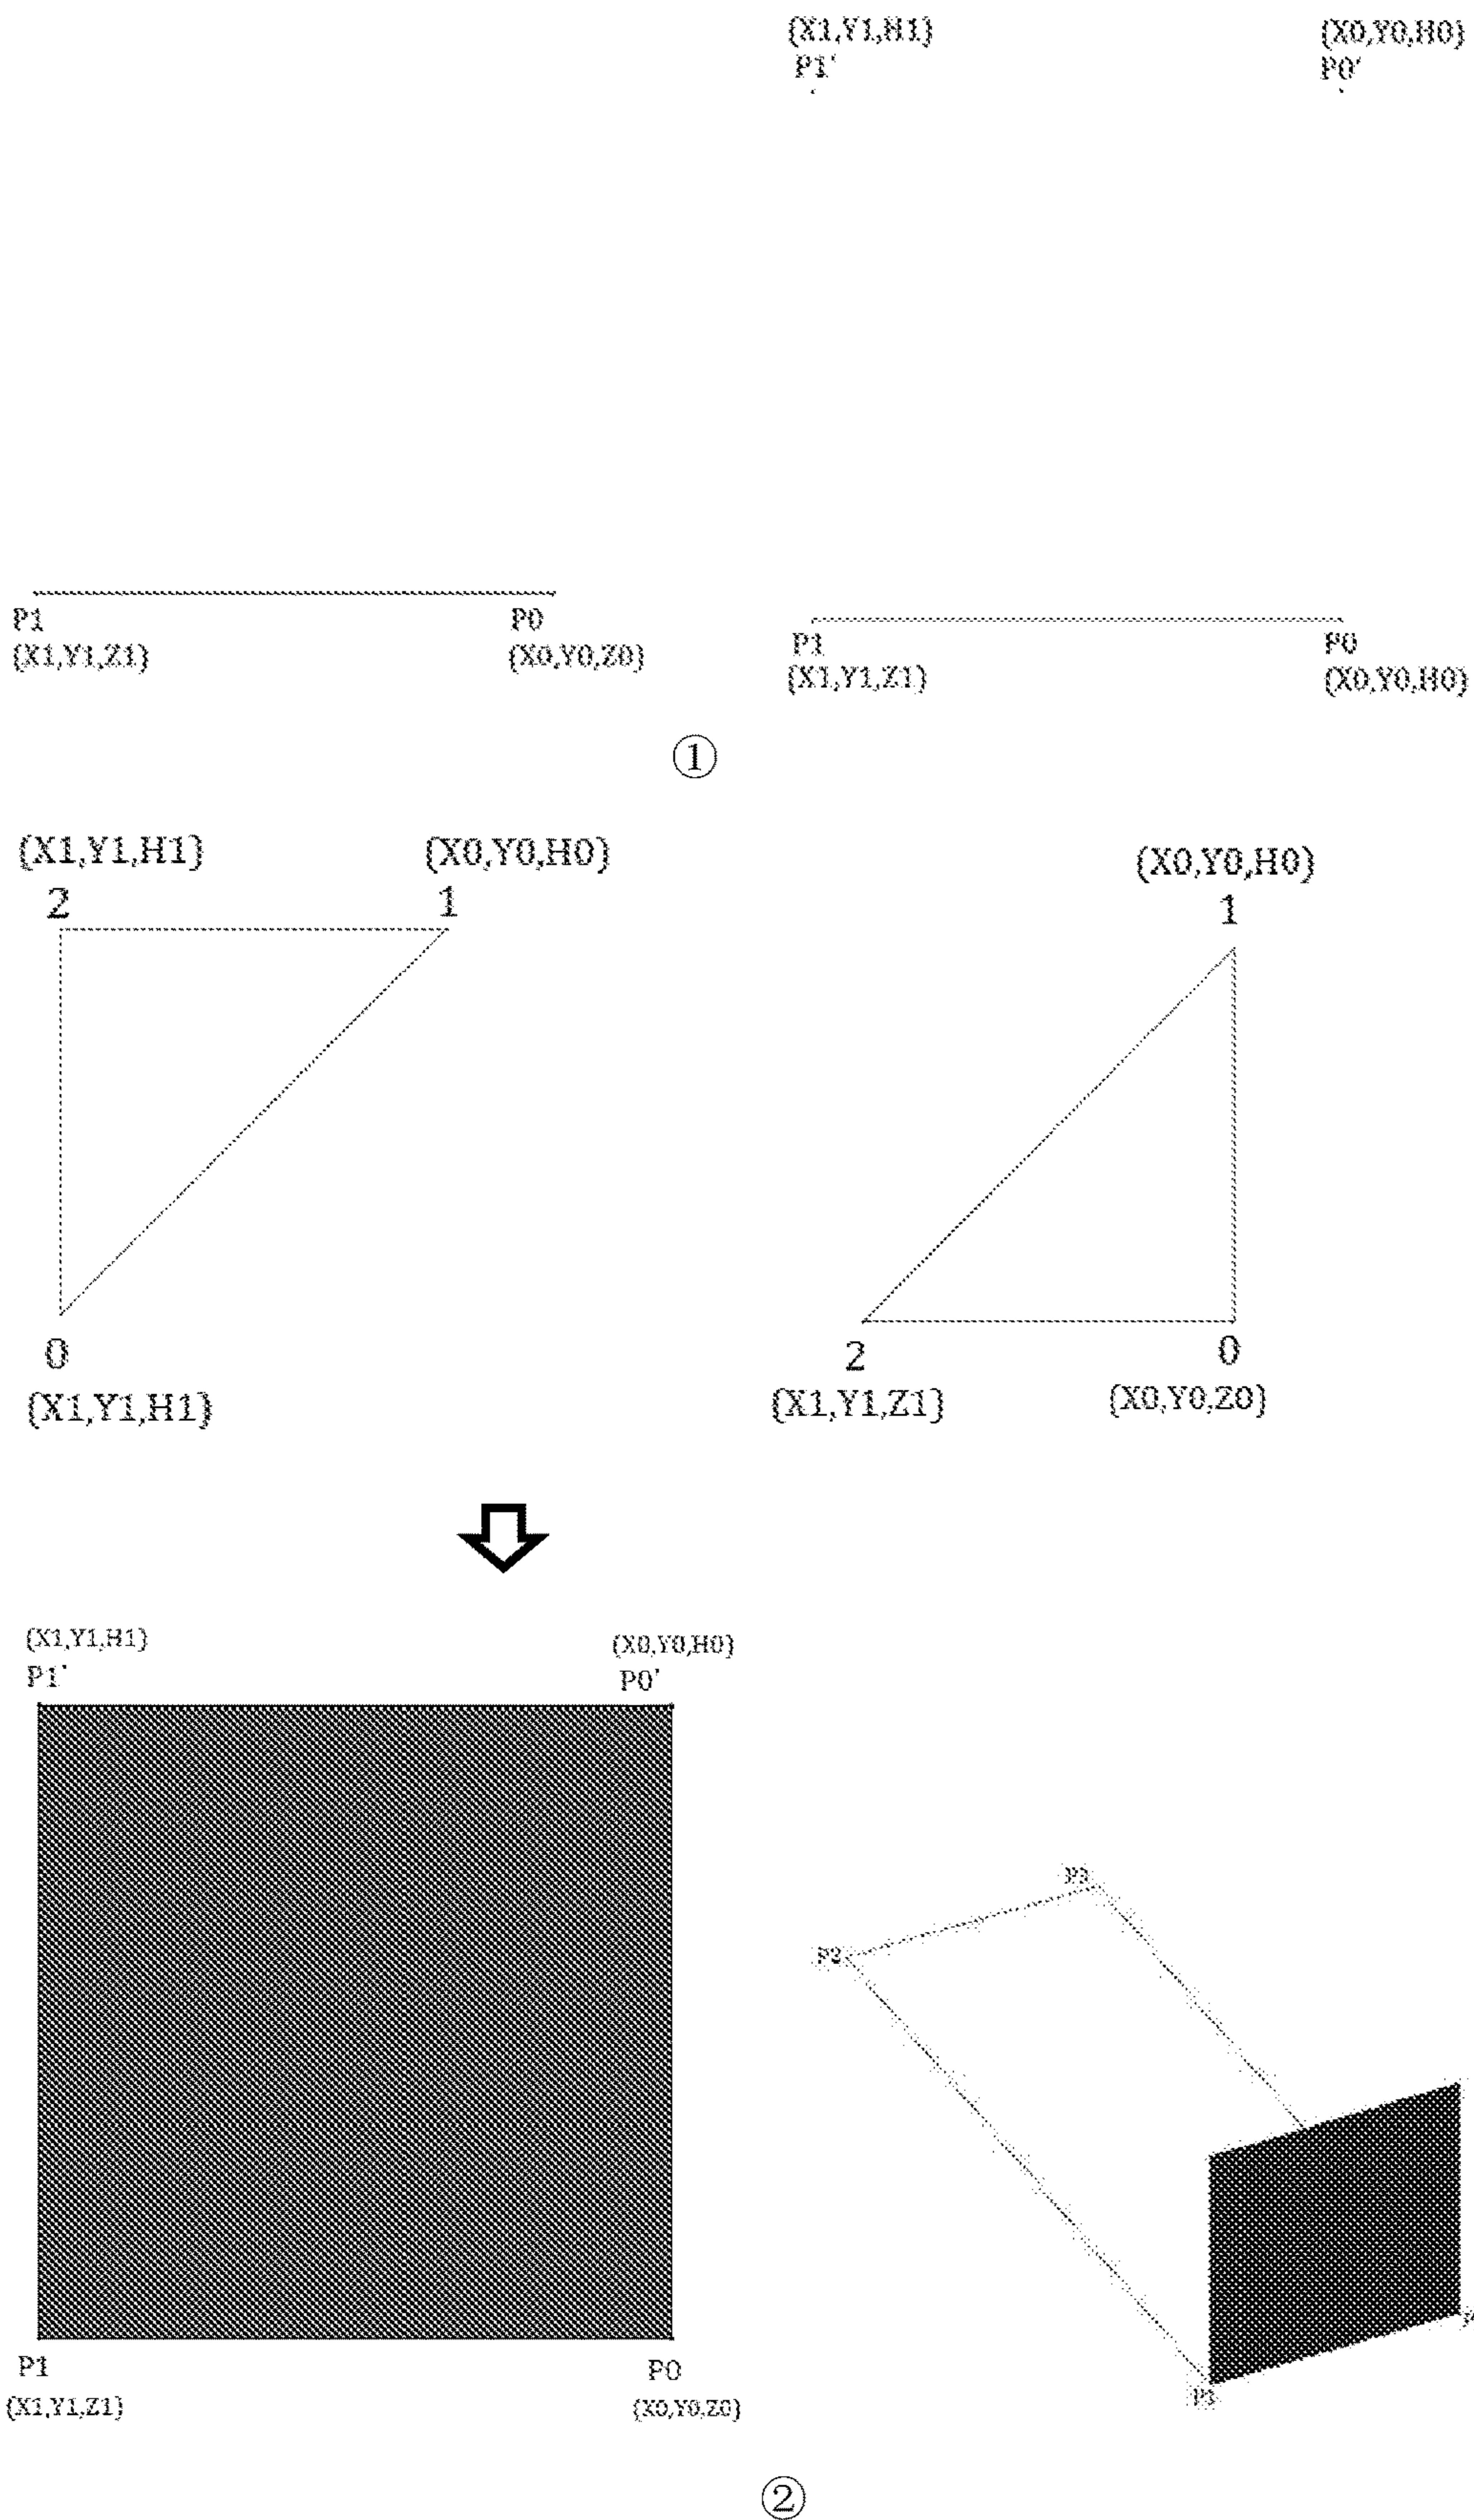 (X1,Y1,H1)
P1'
(X0,Y0,H0)
P0'
P1
(X1,Y1,Z1)
P0
(X0,Y0,Z0)
P1
(X1,Y1,Z1)
P0
(X0,Y0,H0)
①
(X1,Y1,H1)
2
(X0,Y0,H0)
1
0
(X1,Y1,H1)
(X0,Y0,H0)
1
2
(X1,Y1,Z1)
0
(X0,Y0,Z0)
(X1,Y1,H1)
P1'
(X0,Y0,H0)
P0'
P1
(X1,Y1,Z1)
P0
(X0,Y0,Z0)
P3
P2
②